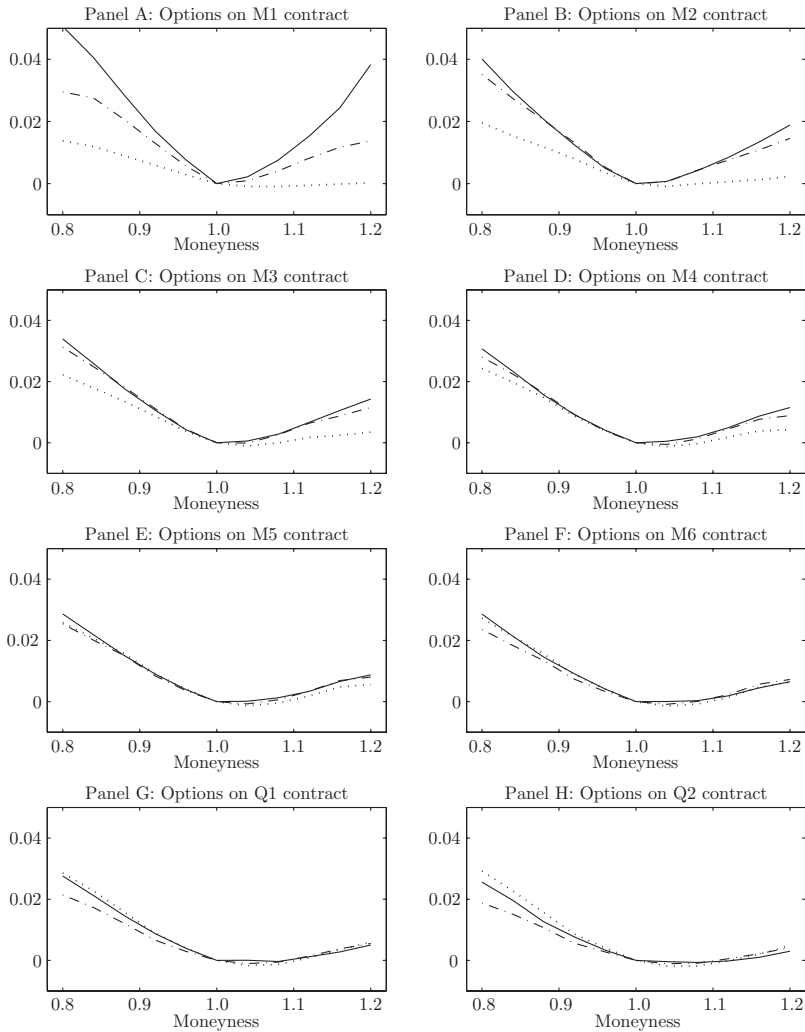 Panel A: Options on M1 contract
0.04
0.02
0
0.8 0.9 1.0 1.1 1.2
Moneyness
Panel B: Options on M2 contract
0.04
0.02
0
0.8 0.9 1.0 1.1 1.2
Moneyness
Panel C: Options on M3 contract
0.04
0.02
0
0.8 0.9 1.0 1.1 1.2
Moneyness
Panel D: Options on M4 contract
0.04
0.02
0
0.8 0.9 1.0 1.1 1.2
Moneyness
Panel E: Options on M5 contract
0.04
0.02
0
0.8 0.9 1.0 1.1 1.2
Moneyness
Panel F: Options on M6 contract
0.04
0.02
0
0.8 0.9 1.0 1.1 1.2
Moneyness
Panel G: Options on Q1 contract
0.04
0.02
0
0.8 0.9 1.0 1.1 1.2
Moneyness
Panel H: Options on Q2 contract
0.04
0.02
0
0.8 0.9 1.0 1.1 1.2
Moneyness